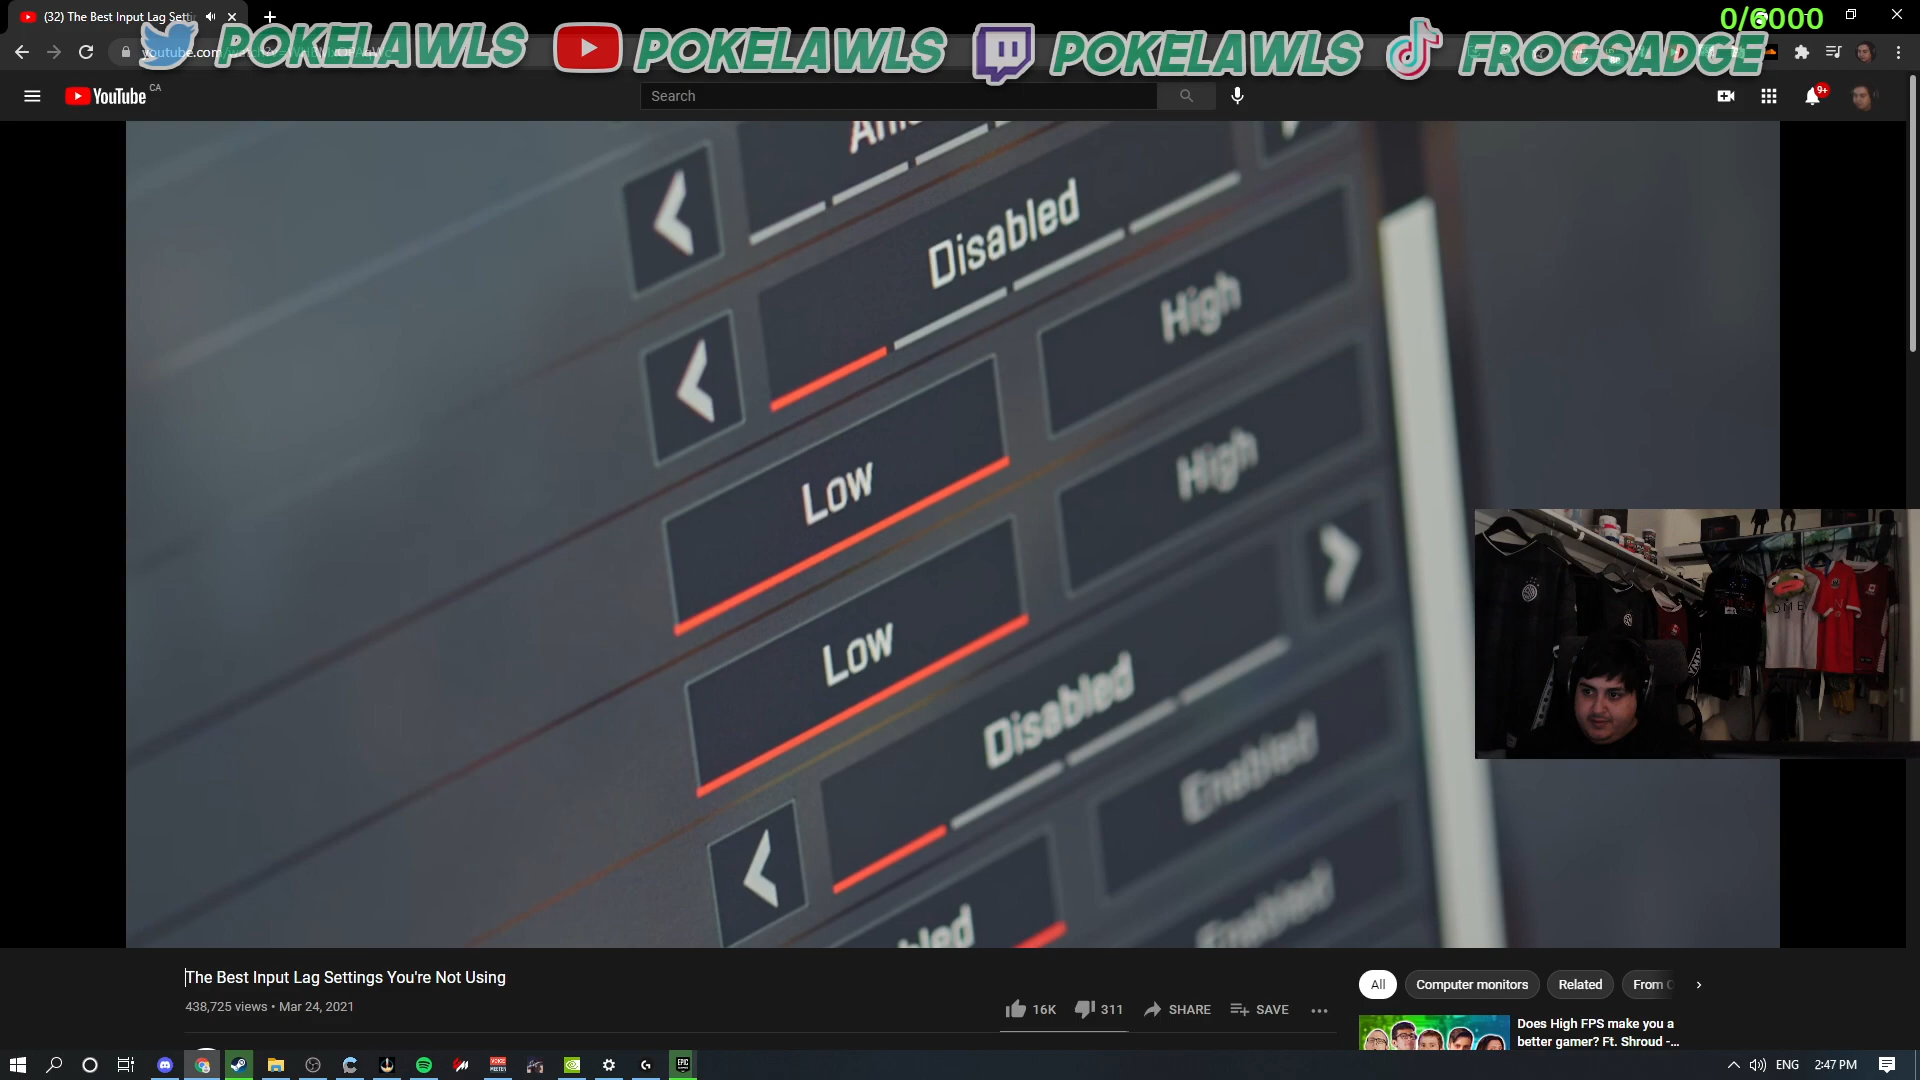 (32) The Best Input Lag Setti
0/6000
POKELAWLS
POKELAWLS
POKELAWLS
FROGSADGE
YouTube CA
Search
9+
Disabled
High
Low
High
Low
Disabled
Enabled
Enabled
The Best Input Lag Settings You're Not Using
438,725 views • Mar 24, 2021
16K
311
SHARE
SAVE
All
Computer monitors
Related
From
Does High FPS make you a
better gamer? Ft. Shroud -...
ENG
2:47 PM